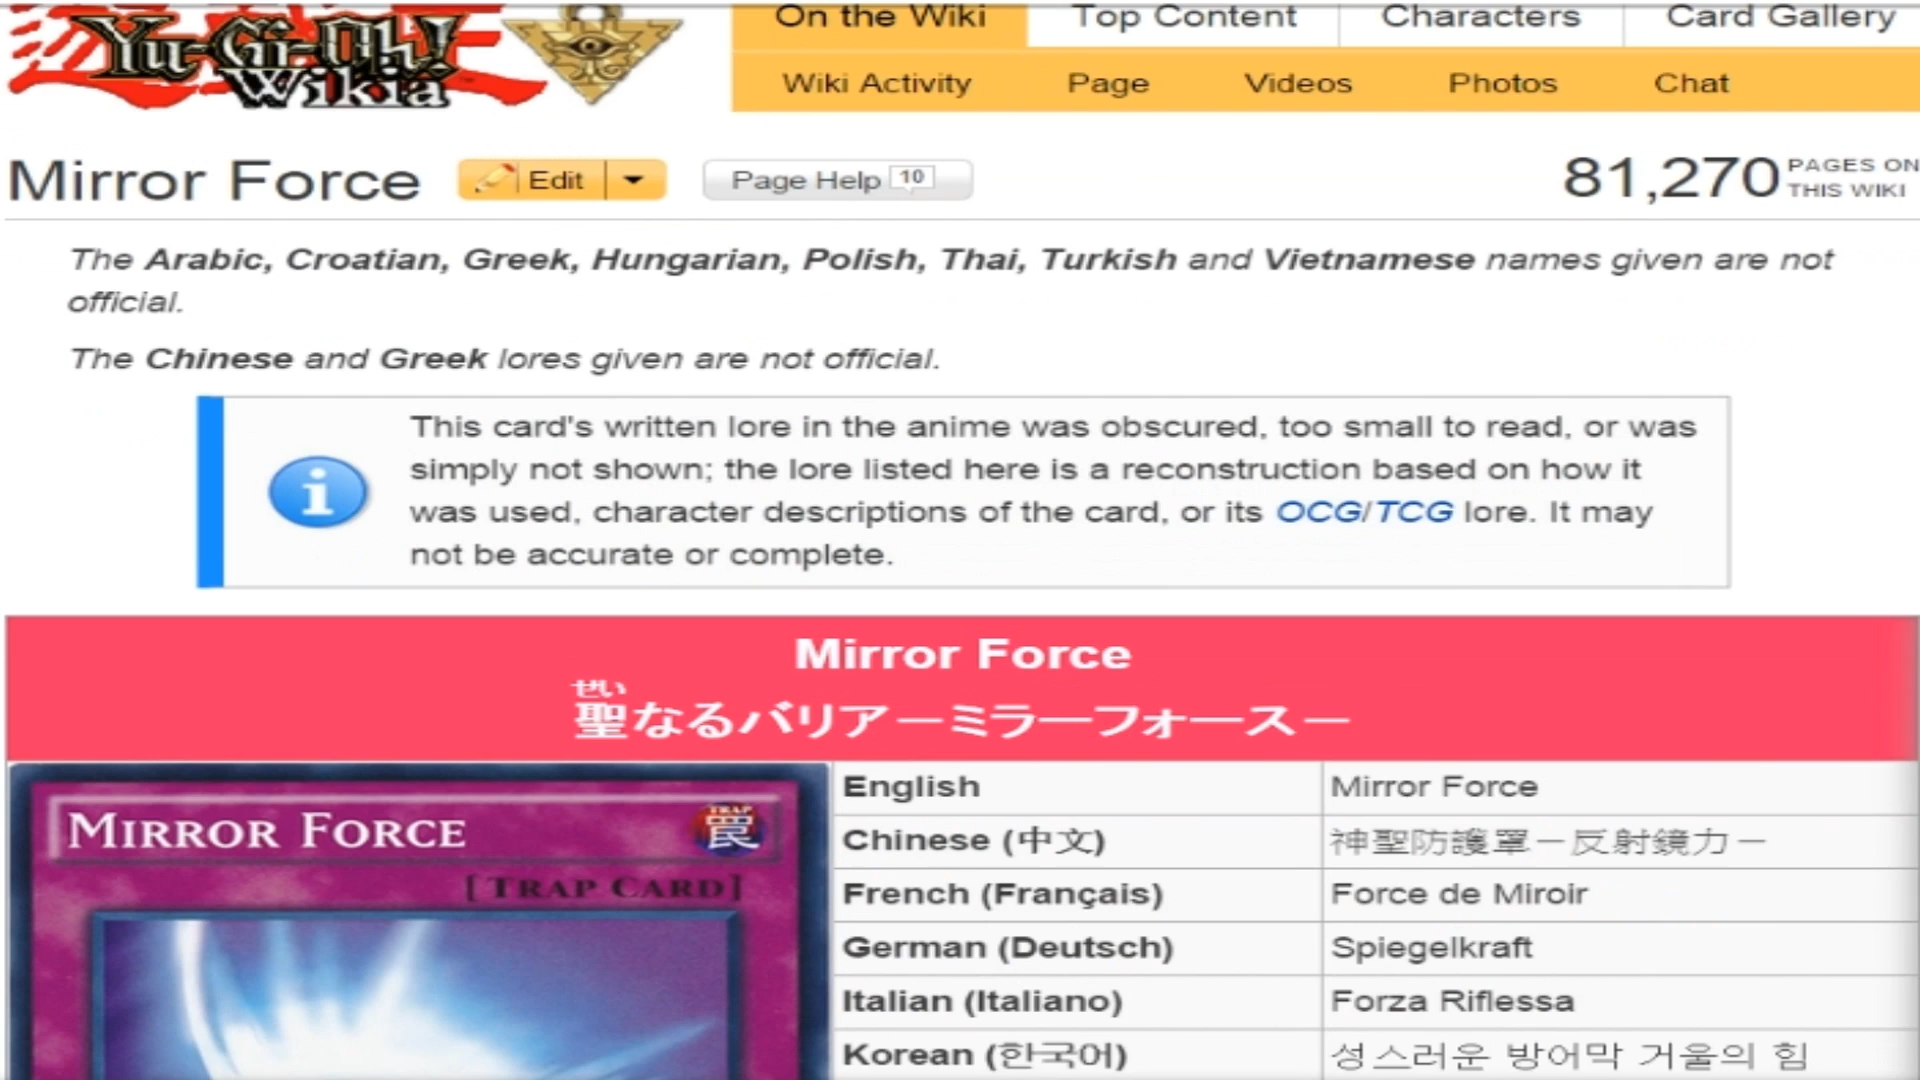 Yu-Gi-Oh!
Wikia
On the Wiki Top Content Characters Card Gallery
Wiki Activity Page Videos Photos Chat
Mirror Force Edit Page Help 10 81,270 PAGES ON
THIS WIKI
The Arabic, Croatian, Greek, Hungarian, Polish, Thai, Turkish and Vietnamese names given are not
official.
The Chinese and Greek lores given are not official.
This card's written lore in the anime was obscured, too small to read, or was
simply not shown; the lore listed here is a reconstruction based on how it
was used, character descriptions of the card, or its OCG/TCG lore. It may
not be accurate or complete.
Mirror Force
せい
聖なるバリア－ミラーフォース－
MIRROR FORCE
TRAP
罠
[TRAP CARD]
English Mirror Force
Chinese (中文) 神聖防護罩－反射鏡力－
French (Français) Force de Miroir
German (Deutsch) Spiegelkraft
Italian (Italiano) Forza Riflessa
Korean (한국어) 성스러운 방어막 거울의 힘